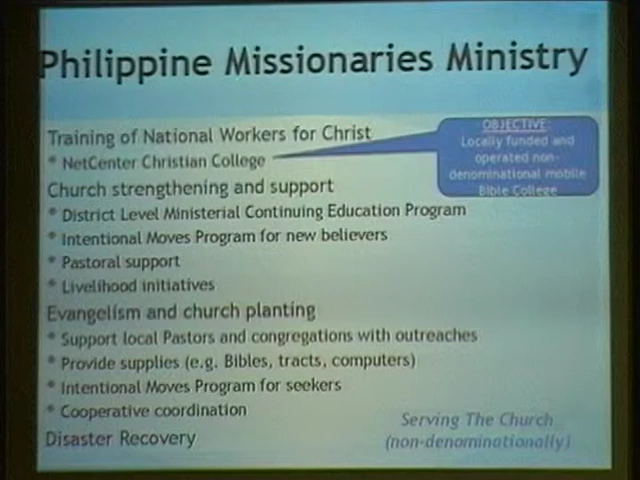 Philippine Missionaries Ministry
Training of National Workers for Christ
* NetCenter Christian College
OBJECTIVE:
Locally funded and
operated non-
denominational mobile
Bible College
Church strengthening and support
* District Level Ministerial Continuing Education Program
* Intentional Moves Program for new believers
* Pastoral support
* Livelihood initiatives
Evangelism and church planting
* Support local Pastors and congregations with outreaches
* Provide supplies (e.g. Bibles, tracts, computers)
* Intentional Moves Program for seekers
* Cooperative coordination
Disaster Recovery
Serving The Church
(non-denominationally)